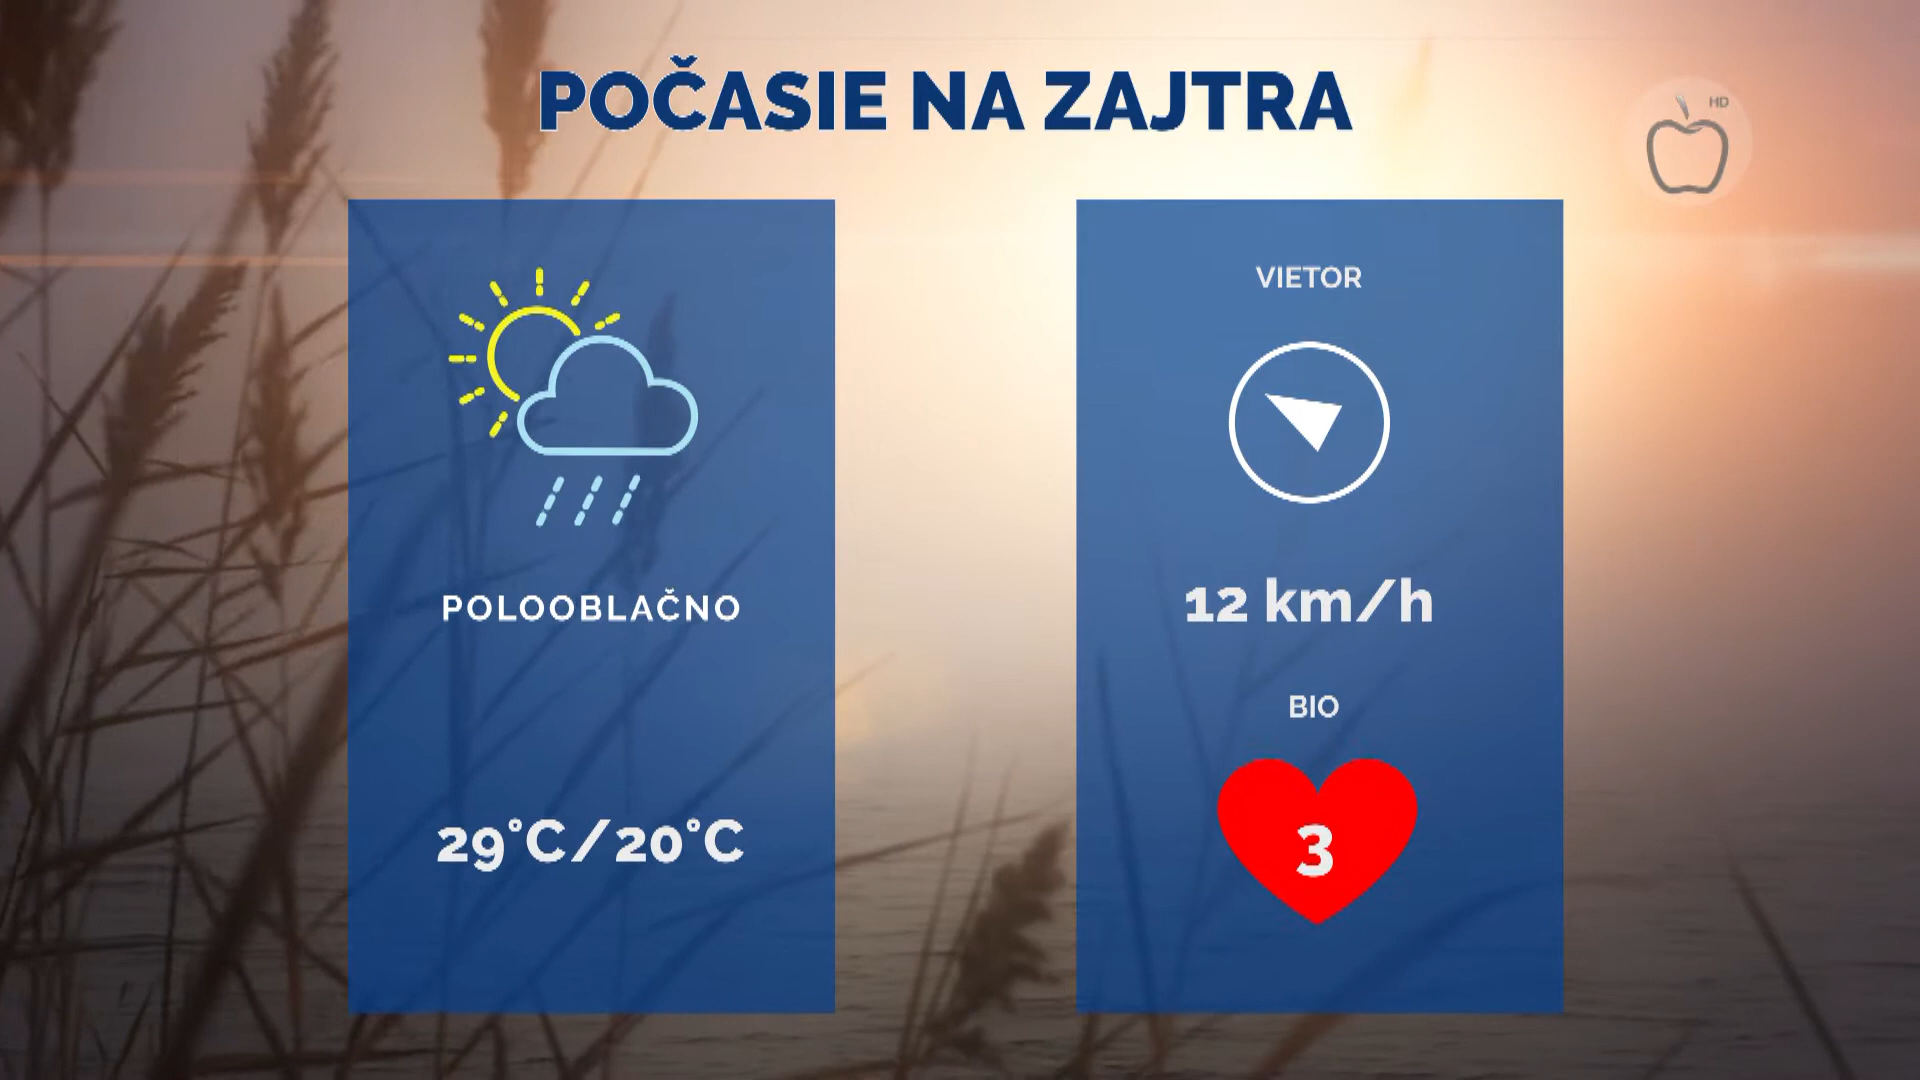 POČASIE NA ZAJTRA
HD
POLOOBLAČNO
29°C/20°C
VIETOR
12 km/h
BIO
3